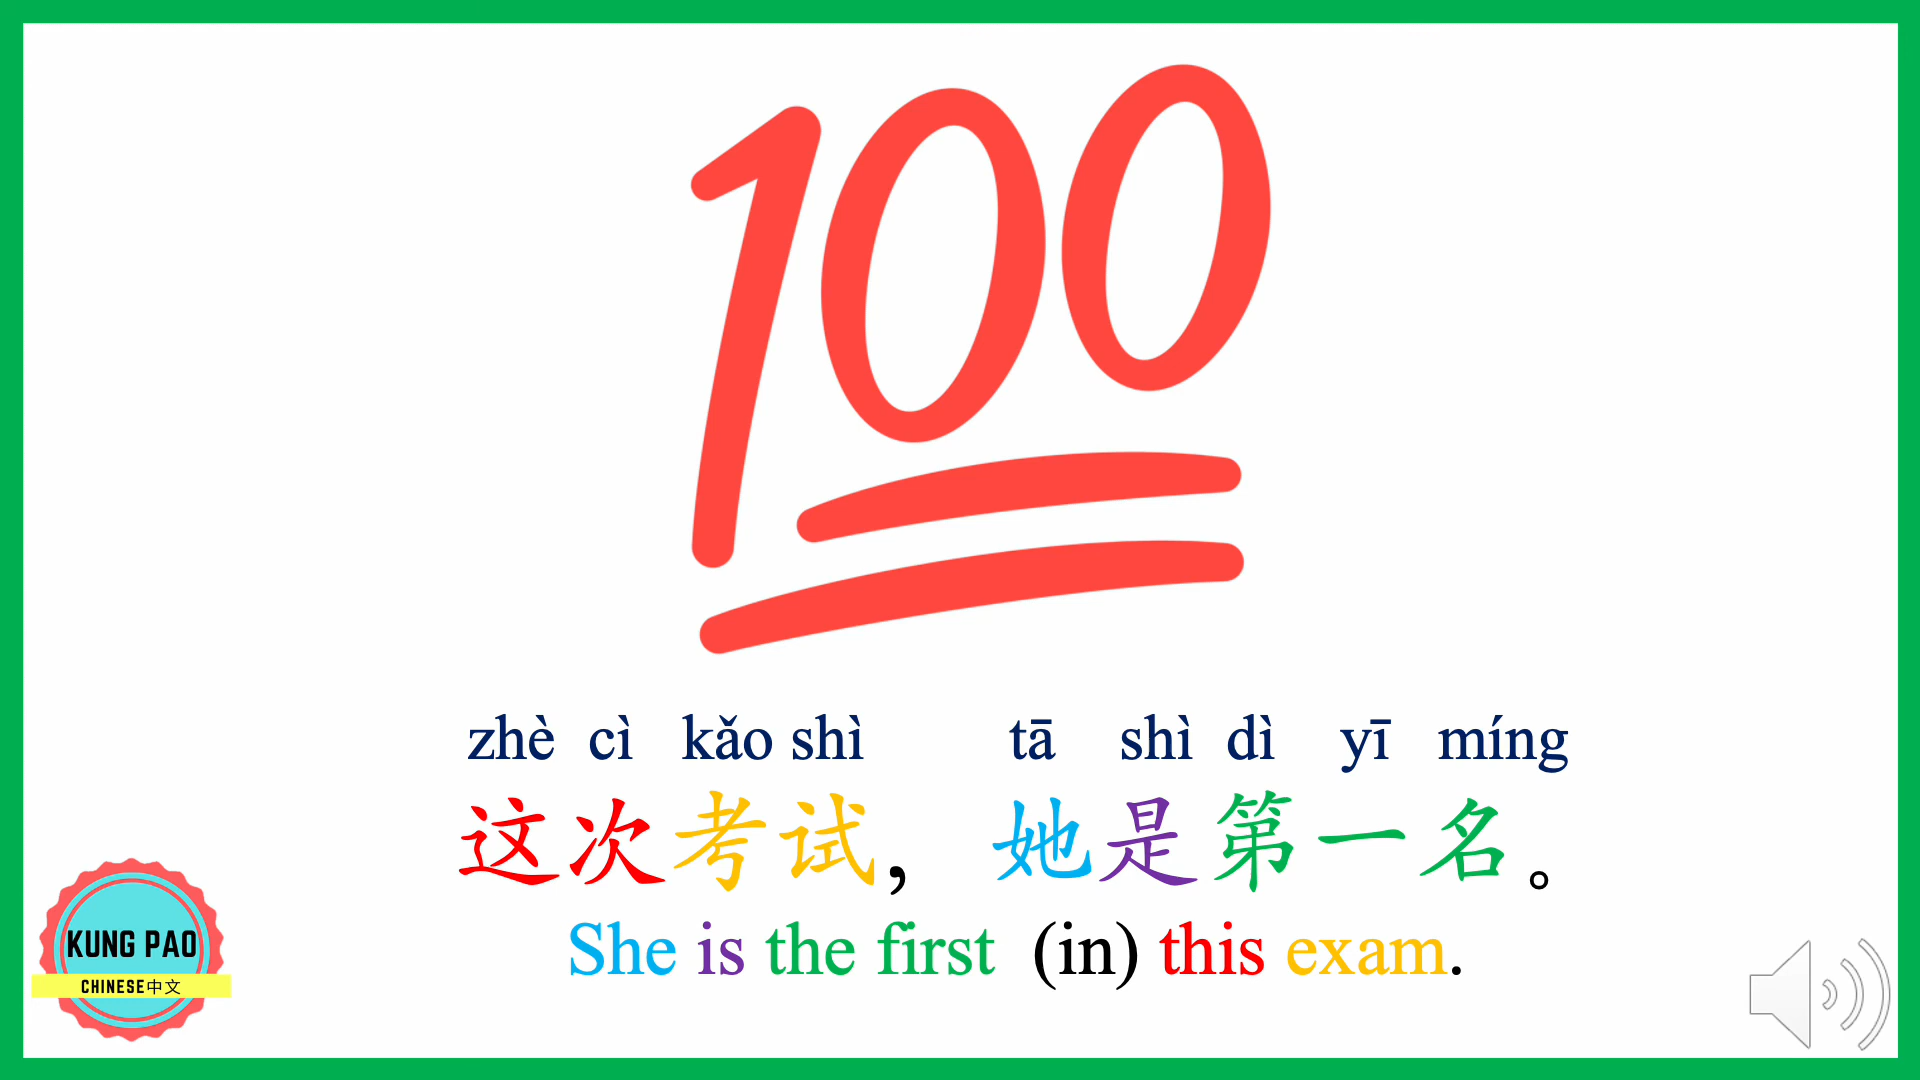 100
zhè cì kǎo shì tā shì dì yī míng
这次考试，她是第一名。
She is the first (in) this exam.
KUNG PAO
CHINESE中文